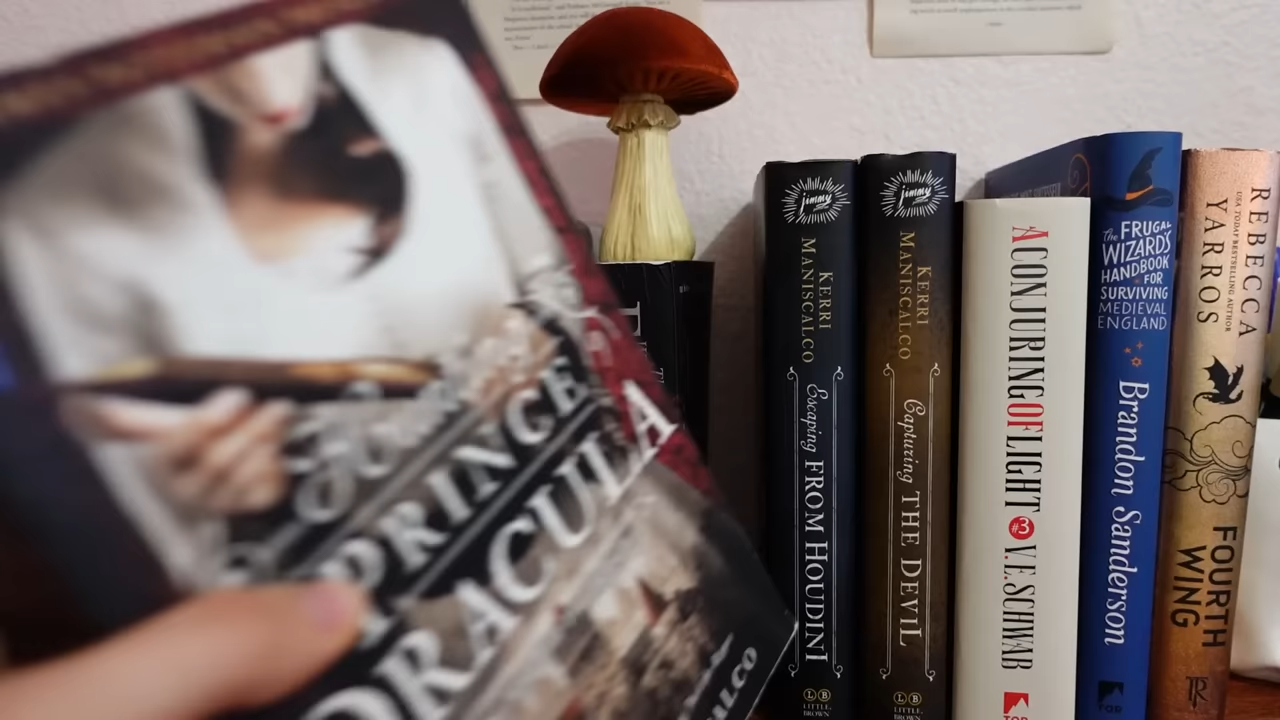 PRINCE
DRACULA
jimmy
KERRI
MANISCALCO
Escaping FROM HOUDINI
LB
LITTLE,
BROWN
jimmy
KERRI
MANISCALCO
Capturing THE DEVIL
LB
LITTLE,
BROWN
A CONJURING OF LIGHT
#3
V.E. SCHWAB
TOR
The FRUGAL
WIZARD'S
HANDBOOK
FOR
SURVIVING
MEDIEVAL
ENGLAND
Brandon Sanderson
TOR
REBECCA
YARROS
USA TODAY BESTSELLING AUTHOR
FOURTH
WING